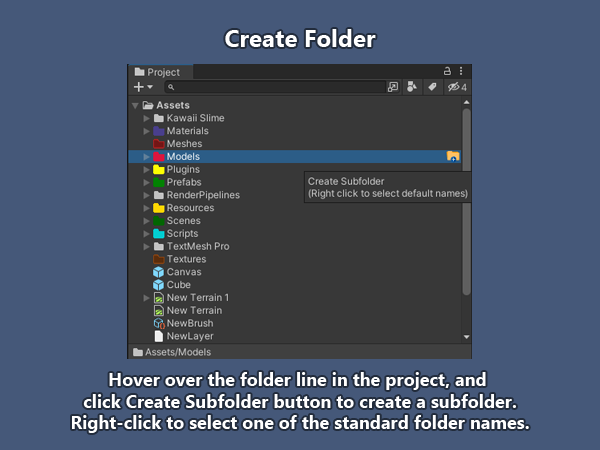 Create Folder
Project
4
Assets
Kawaii Slime
Materials
Meshes
Models
Plugins
Create Subfolder
(Right click to select default names)
Prefabs
RenderPipelines
Resources
Scenes
Scripts
TextMesh Pro
Textures
Canvas
Cube
New Terrain 1
New Terrain
NewBrush
NewLayer
Assets/Models
Hover over the folder line in the project, and
click Create Subfolder button to create a subfolder.
Right-click to select one of the standard folder names.